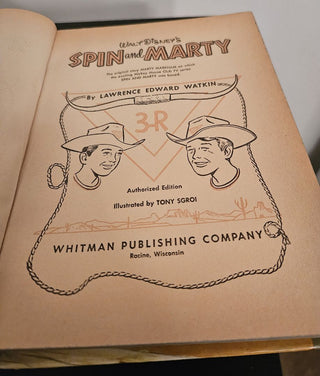 WALT DISNEY'S
SPIN and MARTY
The original story MARTY MARKHAM on which
the exciting Mickey Mouse Club TV series
SPIN AND MARTY was based.
By LAWRENCE EDWARD WATKIN
3-R
Authorized Edition
Illustrated by TONY SGROI
WHITMAN PUBLISHING COMPANY
Racine, Wisconsin